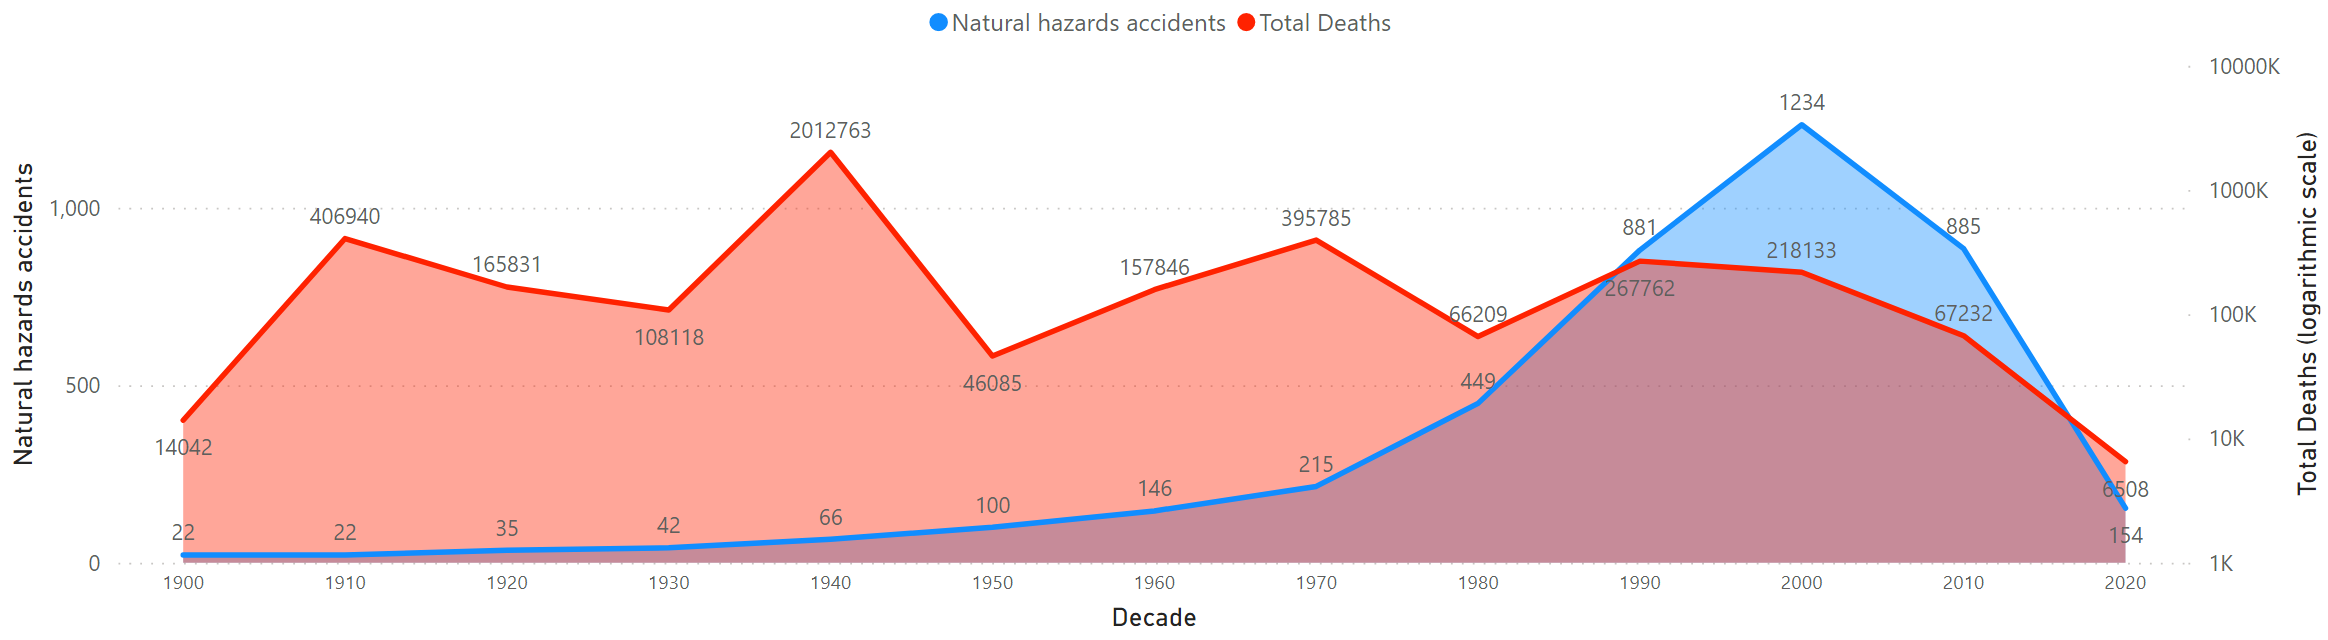 Natural hazards accidents Total Deaths
10000K
1234
2012763
1000K
1,000
406940
395785
881
885
165831
157846
218133
267762
108118
66209
67232
100K
500
46085
449
14042
10K
215
6508
22
22
35
42
66
100
146
154
0
1K
1900 1910 1920 1930 1940 1950 1960 1970 1980 1990 2000 2010 2020
Decade
Natural hazards accidents
Total Deaths (logarithmic scale)